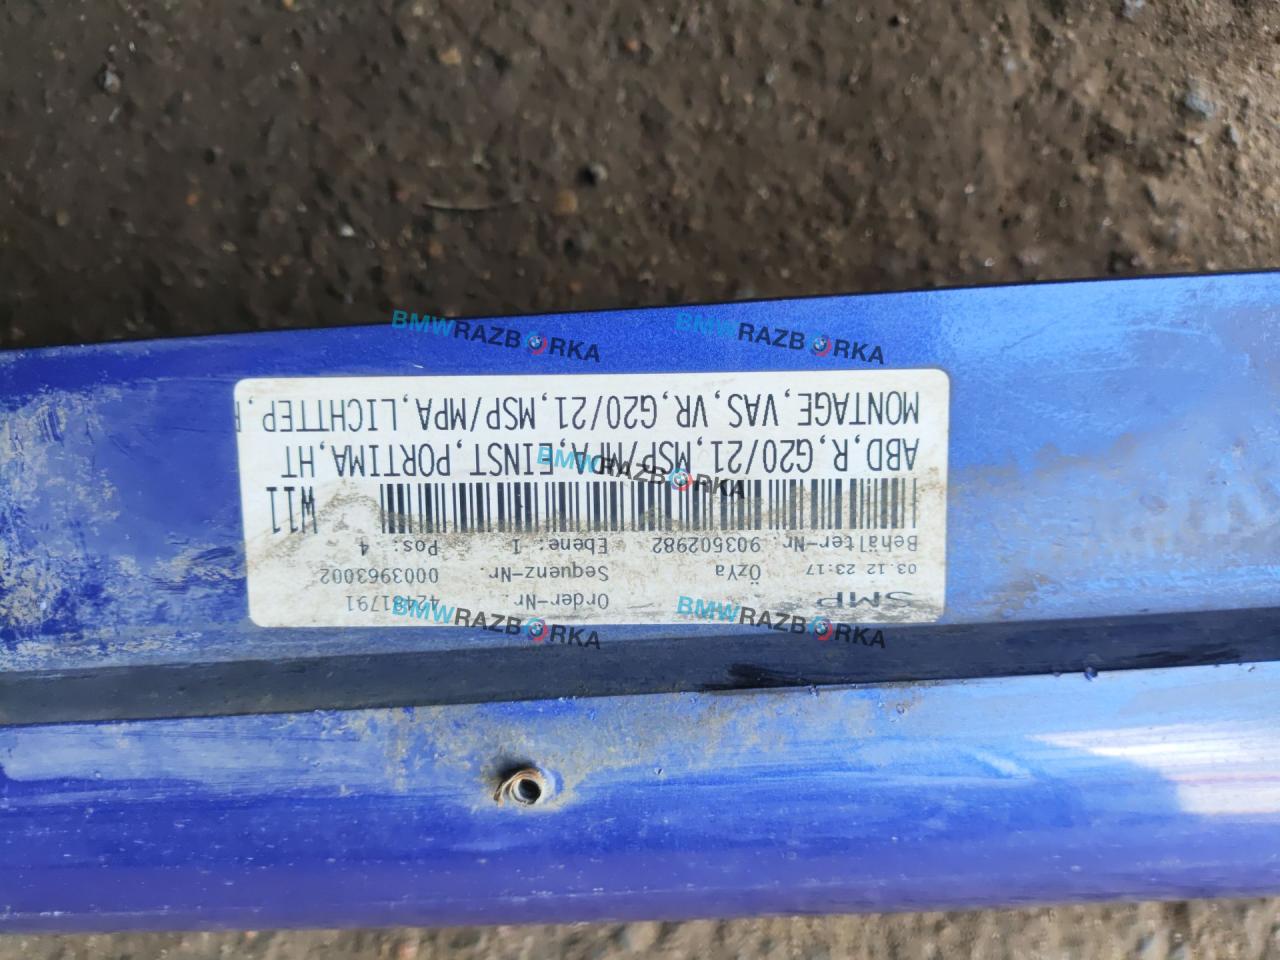 SMP
Order-Nr. 42481791
03.12 23:17 ÖzYa Sequenz-Nr. 0003963002
Behälter-Nr. 903502982 Ebene: 1 Pos: 4
W11
ABD,R,G20/21,MSP/MPA,EINST,PORTIMA,HT
MONTAGE,VAS,VR,G20/21,MSP/MPA,LICHTTEP
BMWRAZBORKA
BMWRAZBORKA
BMWRAZBORKA
BMWRAZBORKA
BMWRAZBORKA